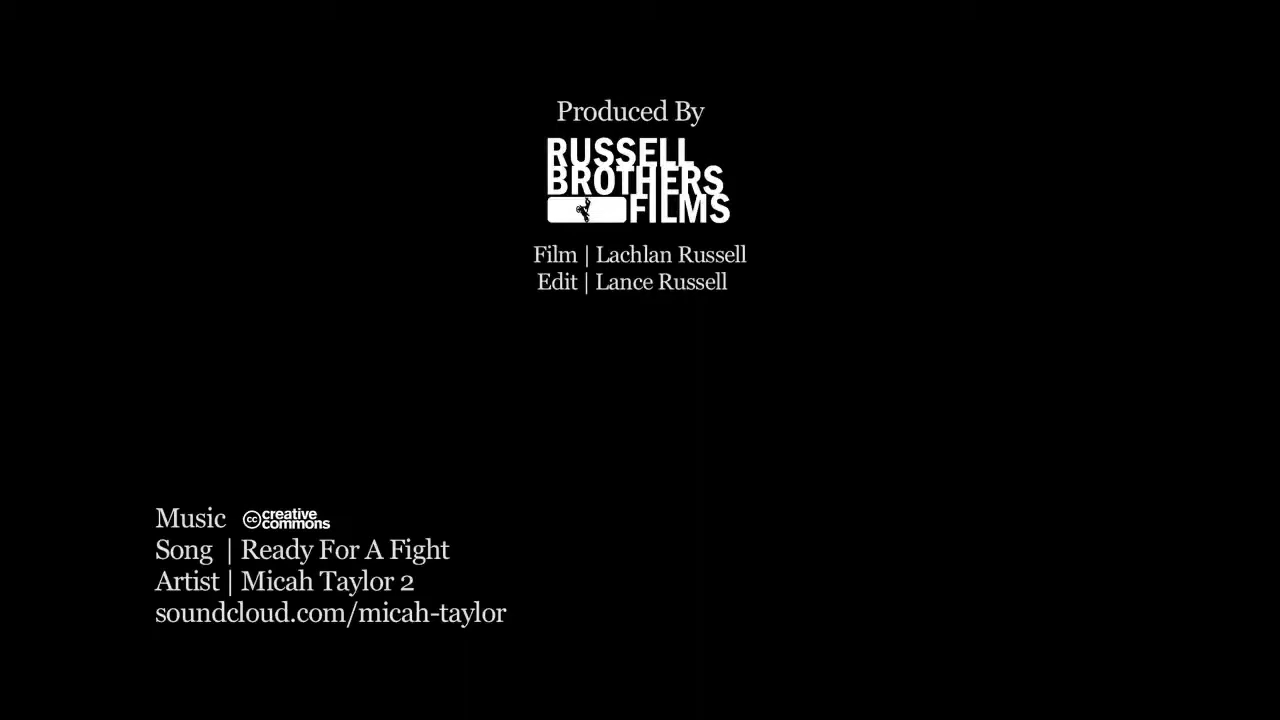 Produced By
RUSSELL
BROTHERS
FILMS
Film | Lachlan Russell
Edit | Lance Russell
Music cc creative commons
Song | Ready For A Fight
Artist | Micah Taylor 2
soundcloud.com/micah-taylor